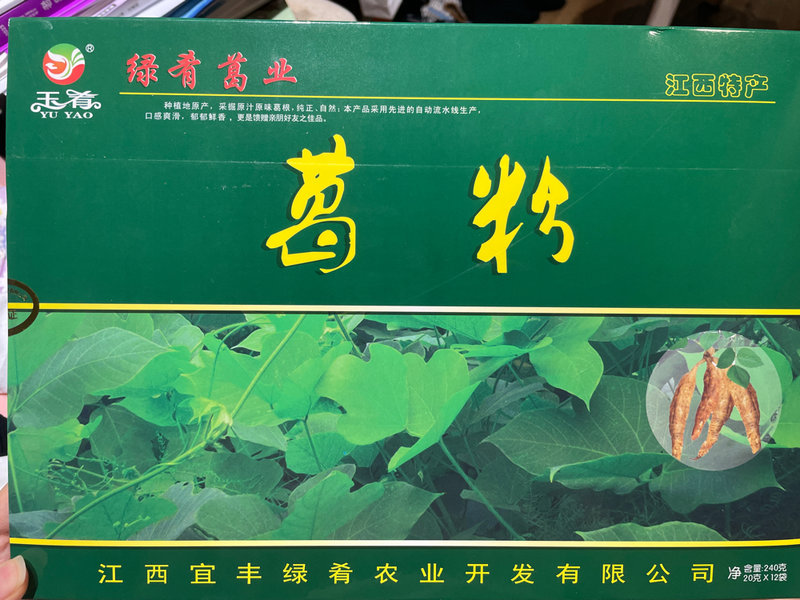 绿肴葛业
江西特产
®
玉肴
YU YAO
种植地原产，采掘原汁原味葛根，纯正、自然；本产品采用先进的自动流水线生产，
口感爽滑，郁郁鲜香，更是馈赠亲朋好友之佳品。
葛粉
江西宜丰绿肴农业开发有限公司
净含量:240克
20克×12袋